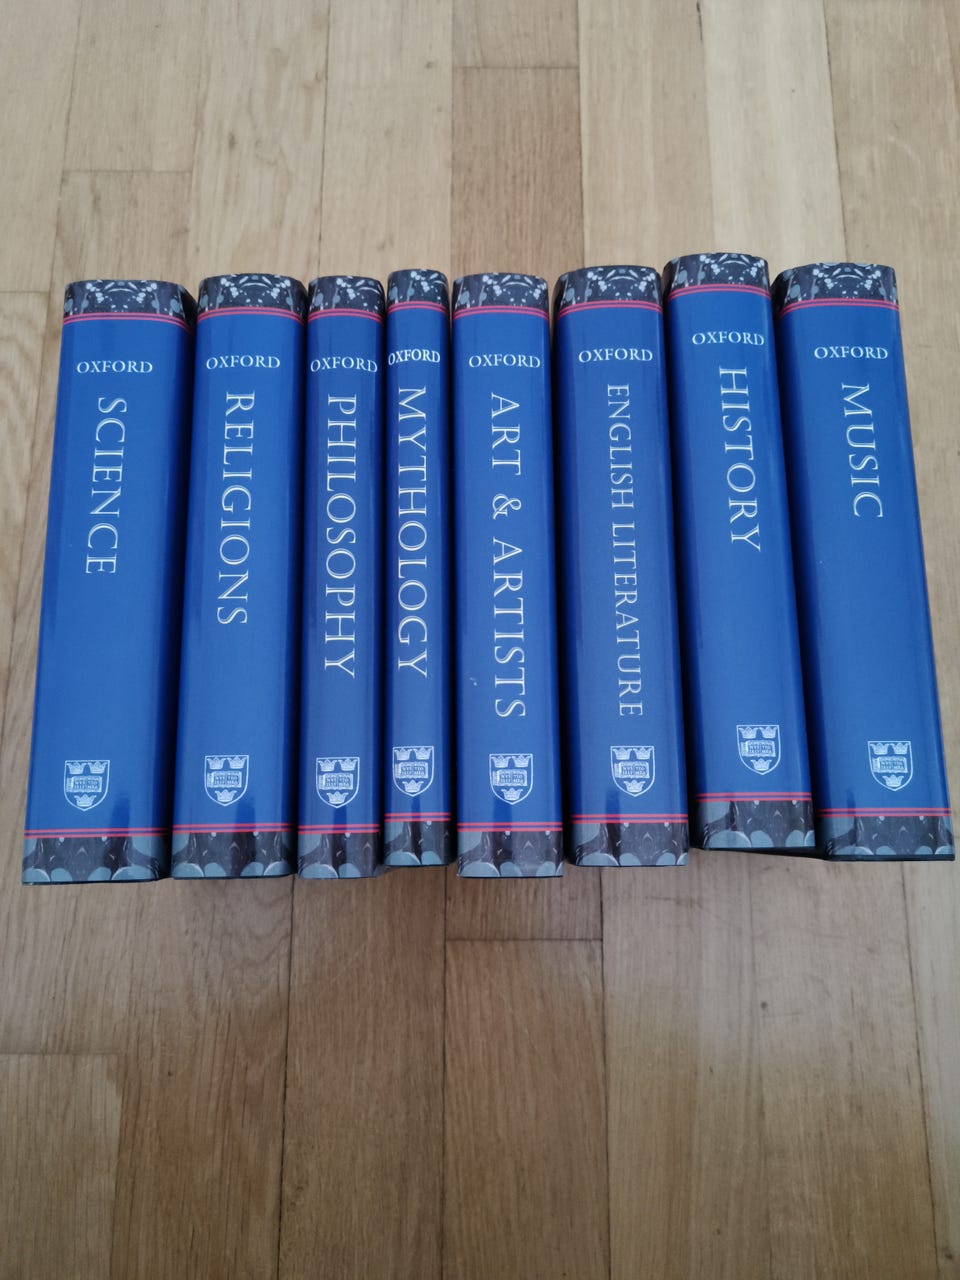 OXFORD
SCIENCE
OXFORD
RELIGIONS
OXFORD
PHILOSOPHY
OXFORD
MYTHOLOGY
OXFORD
ART & ARTISTS
OXFORD
ENGLISH LITERATURE
OXFORD
HISTORY
OXFORD
MUSIC